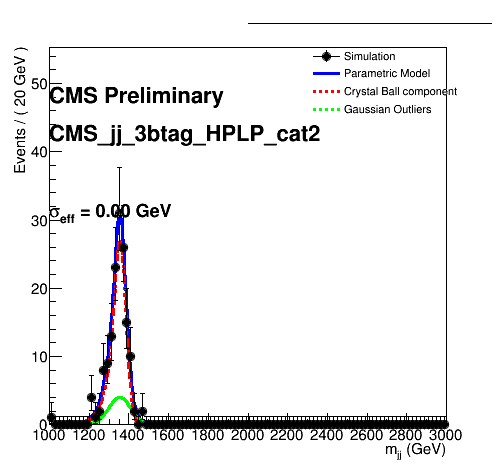 Simulation
Parametric Model
Crystal Ball component
Gaussian Outliers
Events / ( 20 GeV )
CMS Preliminary
CMS_jj_3btag_HPLP_cat2
σeff = 0.00 GeV
50
40
30
20
10
0
1000 1200 1400 1600 1800 2000 2200 2400 2600 2800 3000
mjj (GeV)